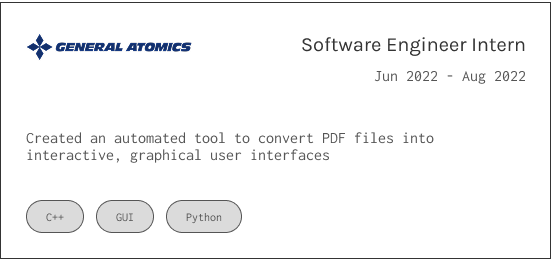 GENERAL ATOMICS
Software Engineer Intern
Jun 2022 - Aug 2022
Created an automated tool to convert PDF files into
interactive, graphical user interfaces
C++ GUI Python